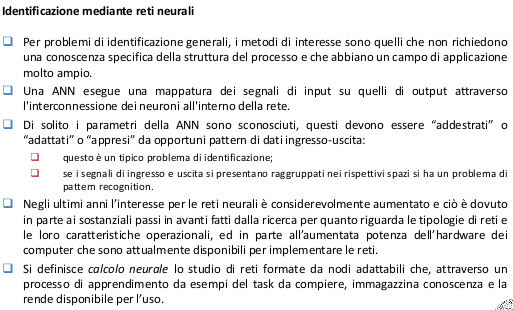 Identificazione mediante reti neurali
Per problemi di identificazione generali, i metodi di interesse sono quelli che non richiedono
una conoscenza specifica della struttura del processo e che abbiano un campo di applicazione
molto ampio.
Una ANN esegue una mappatura dei segnali di input su quelli di output attraverso
l'interconnessione dei neuroni all'interno della rete.
Di solito i parametri della ANN sono sconosciuti, questi devono essere “addestrati” o
“adattati” o “appresi” da opportuni pattern di dati ingresso-uscita:
questo è un tipico problema di identificazione;
se i segnali di ingresso e uscita si presentano raggruppati nei rispettivi spazi si ha un problema di
pattern recognition.
Negli ultimi anni l’interesse per le reti neurali è considerevolmente aumentato e ciò è dovuto
in parte ai sostanziali passi in avanti fatti dalla ricerca per quanto riguarda le tipologie di reti e
le loro caratteristiche operazionali, ed in parte all’aumentata potenza dell’hardware dei
computer che sono attualmente disponibili per implementare le reti.
Si definisce calcolo neurale lo studio di reti formate da nodi adattabili che, attraverso un
processo di apprendimento da esempi del task da compiere, immagazzina conoscenza e la
rende disponibile per l’uso.